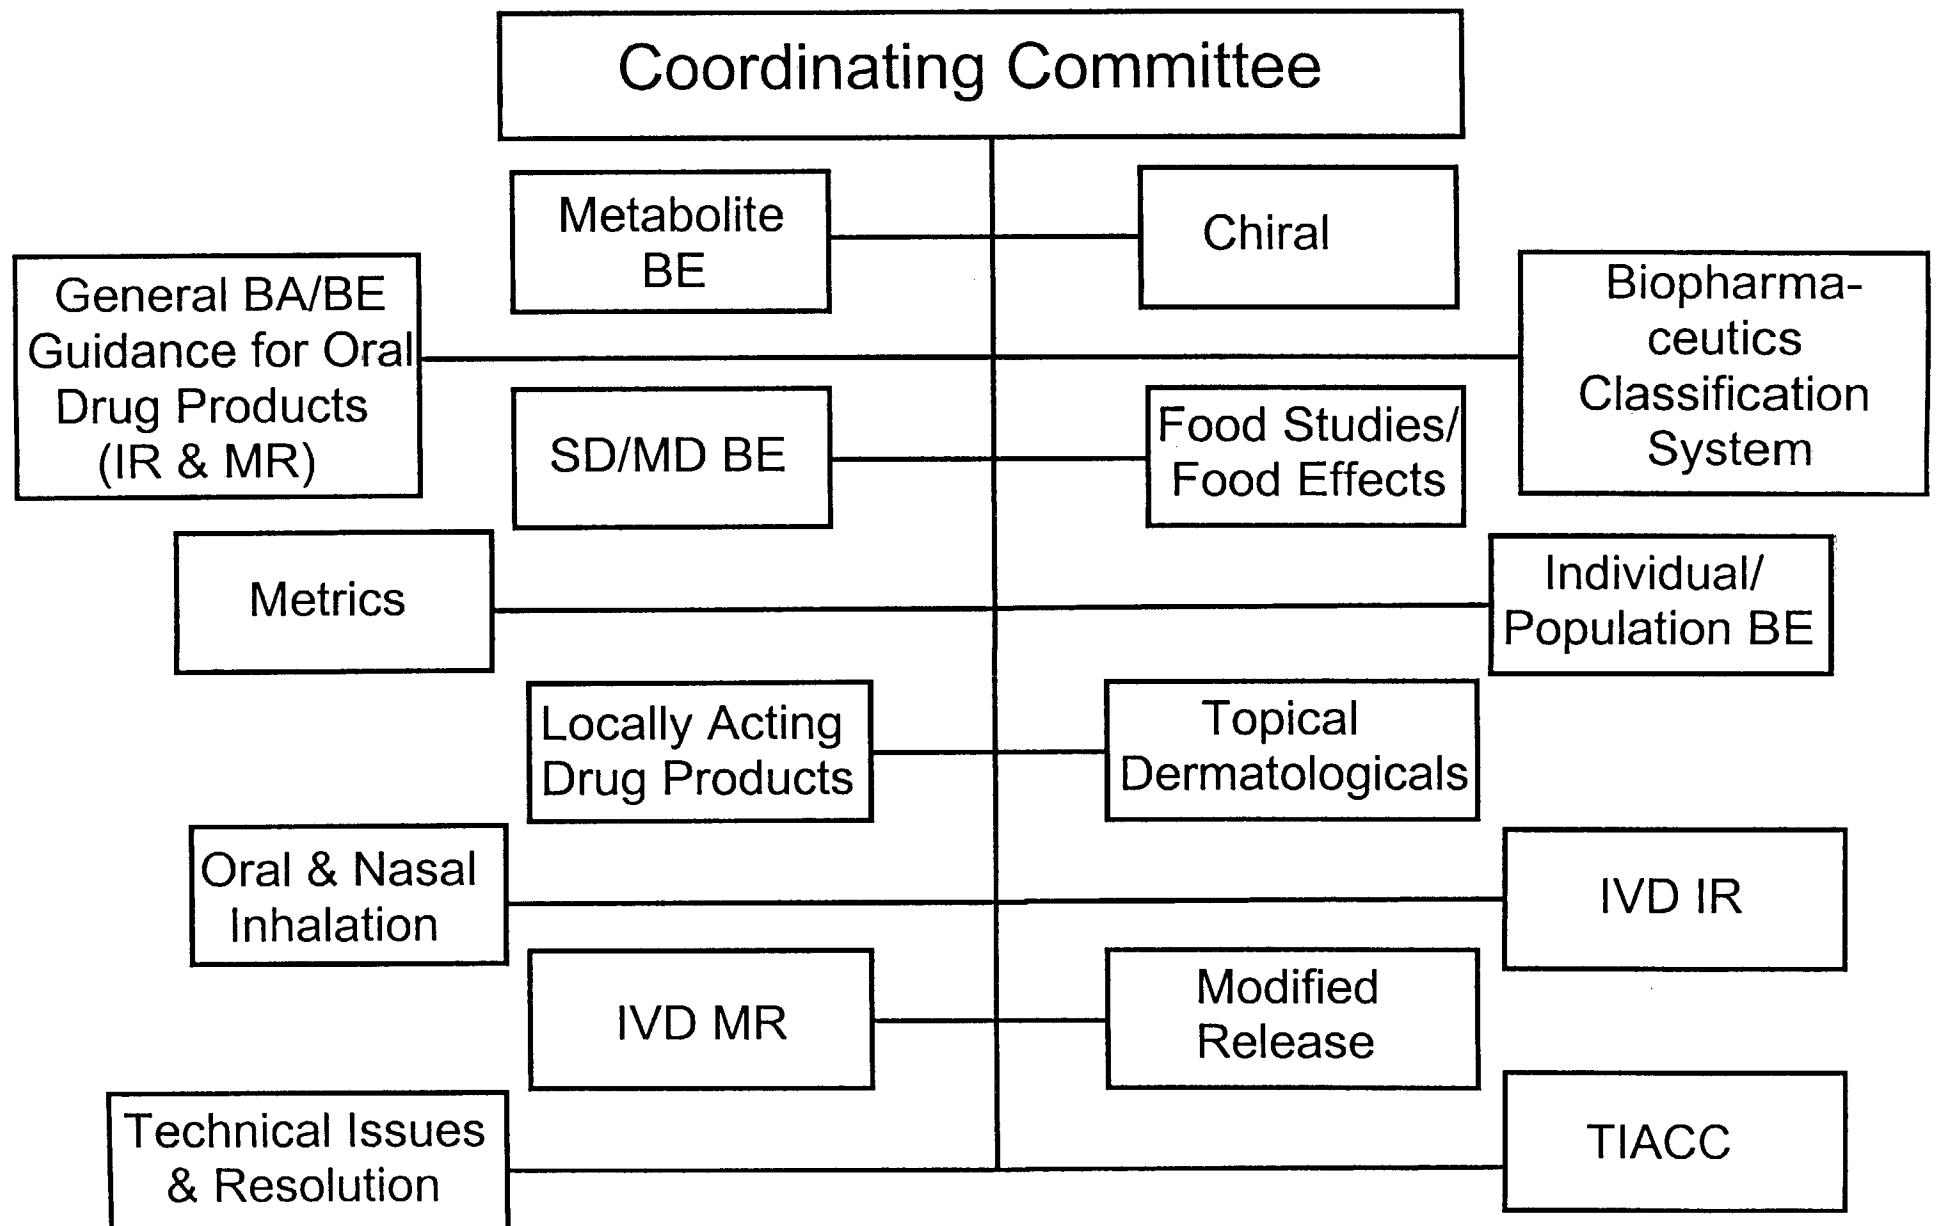 Coordinating Committee
Metabolite
BE
Chiral
General BA/BE
Guidance for Oral
Drug Products
(IR & MR)
Biopharma-
ceutics
Classification
System
SD/MD BE
Food Studies/
Food Effects
Metrics
Individual/
Population BE
Locally Acting
Drug Products
Topical
Dermatologicals
Oral & Nasal
Inhalation
IVD IR
IVD MR
Modified
Release
Technical Issues
& Resolution
TIACC